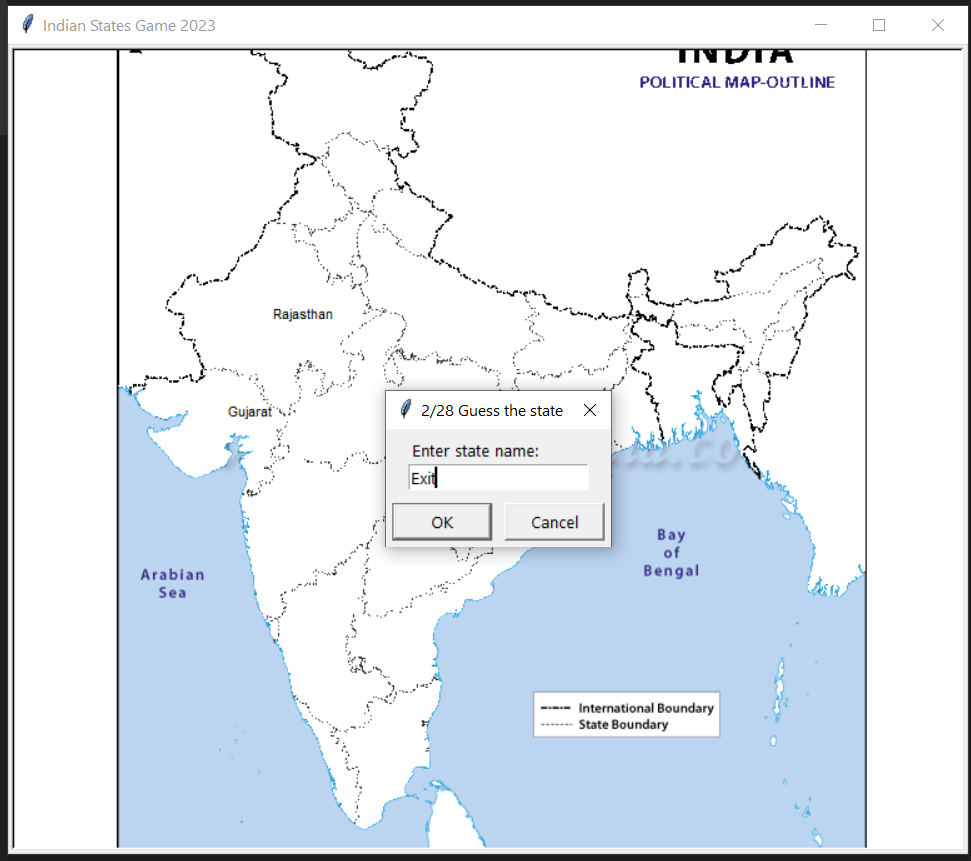 Indian States Game 2023
INDIA
POLITICAL MAP-OUTLINE
Rajasthan
Gujarat
2/28 Guess the state
Enter state name:
Exit
OK
Cancel
Bay
of
Bengal
Arabian
Sea
International Boundary
State Boundary